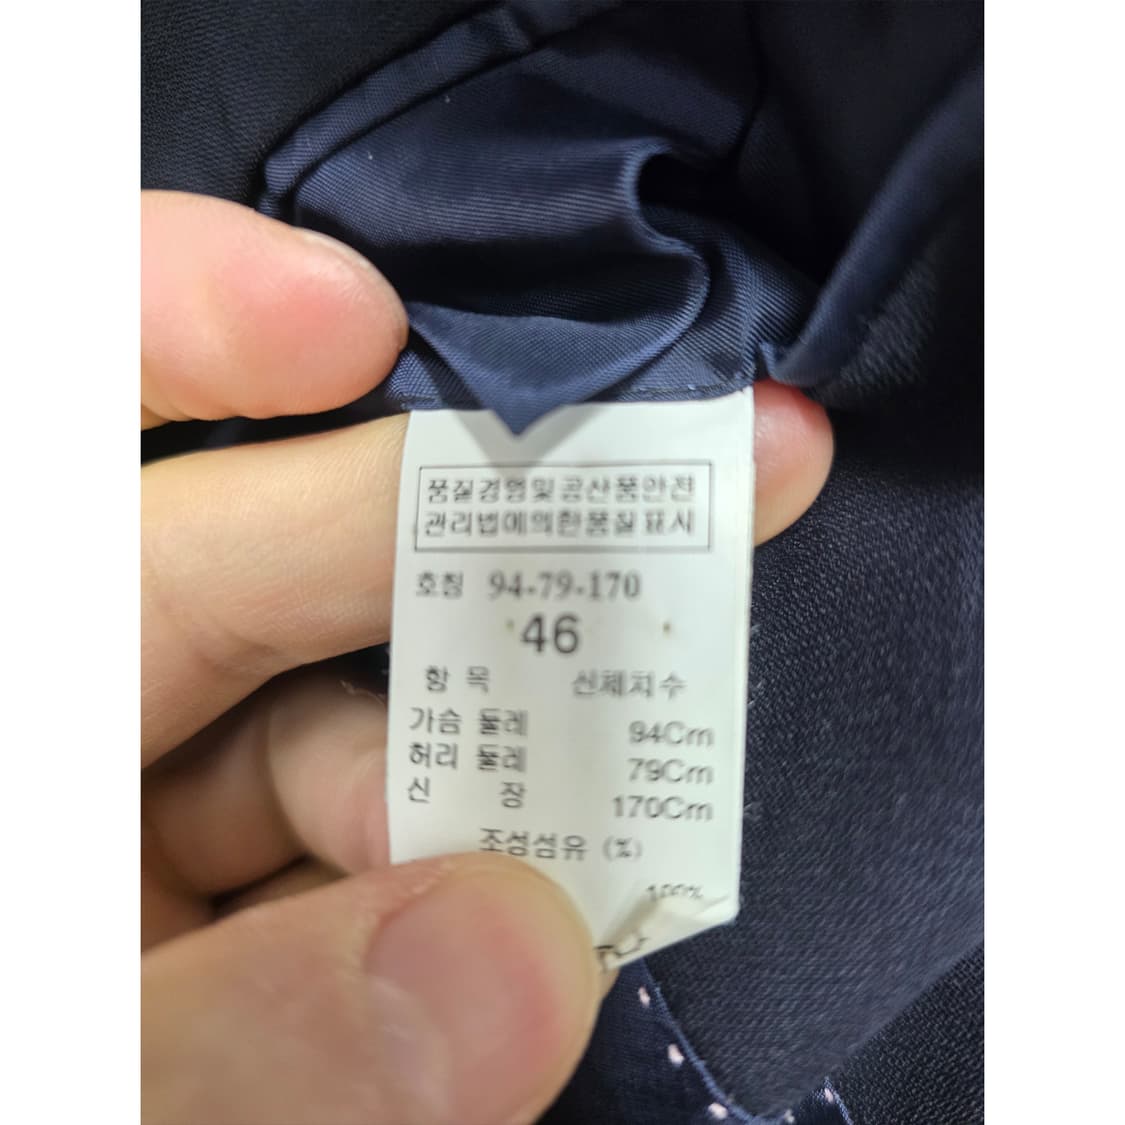 품질경영및공산품안전
관리법에의한품질표시
호칭 94-79-170
46
항 목 신체치수
가슴 둘레 94Cm
허리 둘레 79Cm
신 장 170Cm
조성섬유 (%)
100%